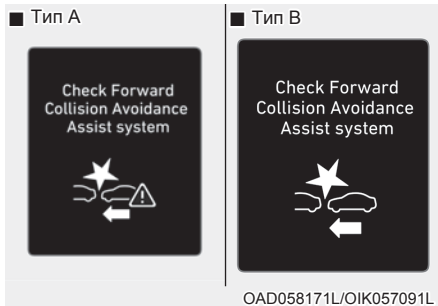 ■ Тип А
Check Forward
Collision Avoidance
Assist system
■ Тип В
Check Forward
Collision Avoidance
Assist system
OAD058171L/OIK057091L